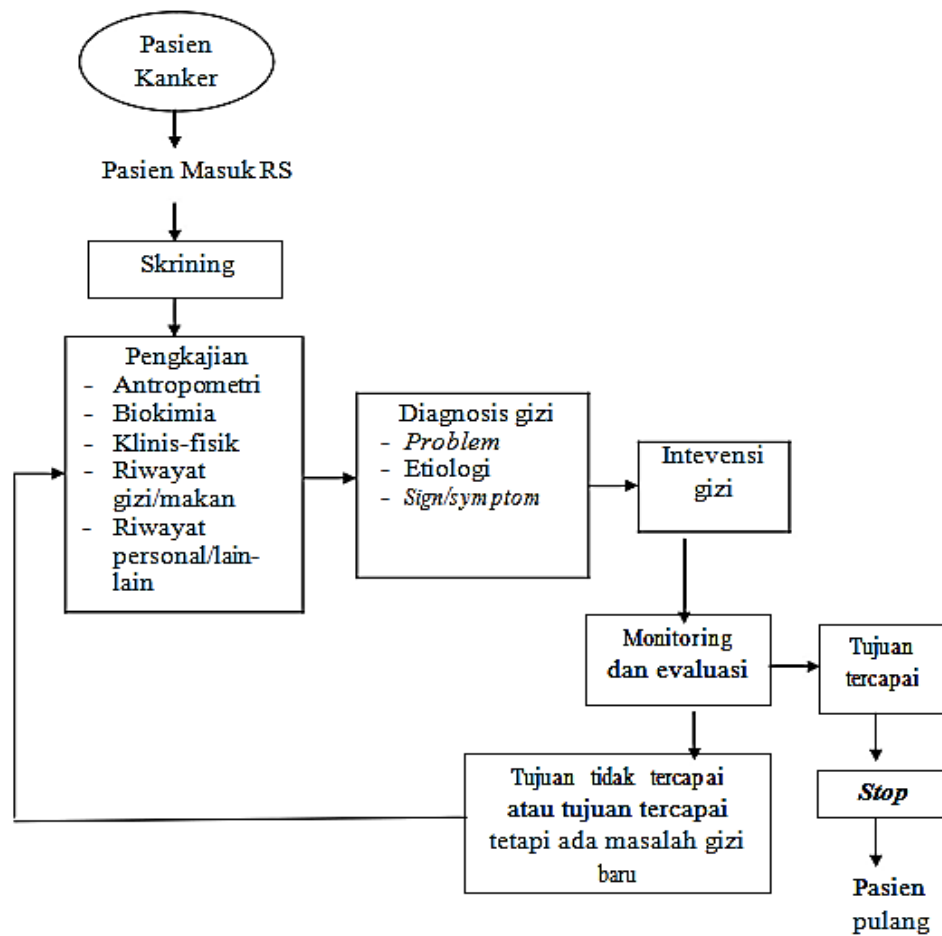 Pasien
Kanker
Pasien Masuk RS
Skrining
Pengkajian
- Antropometri
- Biokimia
- Klinis-fisik
- Riwayat
gizi/makan
- Riwayat
personal/lain-
lain
Diagnosis gizi
- Problem
- Etiologi
- Sign/symptom
Intevensi
gizi
Monitoring
dan evaluasi
Tujuan
tercapai
Tujuan tidak tercapai
atau tujuan tercapai
tetapi ada masalah gizi
baru
Stop
Pasien
pulang